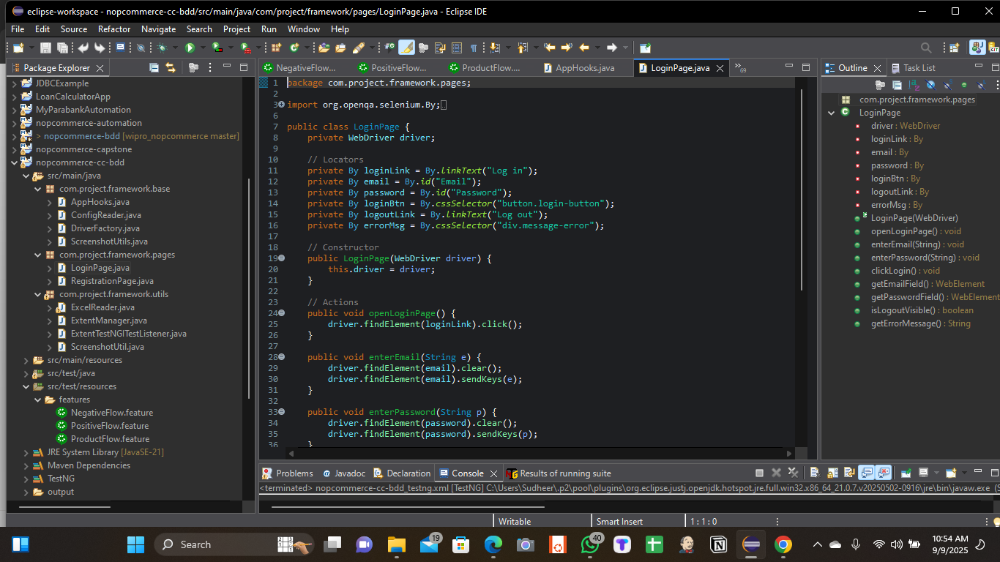 eclipse-workspace - nopcommerce-cc-bdd/src/main/java/com/project/framework/pages/LoginPage.java - Eclipse IDE
File Edit Source Refactor Navigate Search Project Run Window Help
Package Explorer
JDBCExample
LoanCalculatorApp
MyParabankAutomation
nopcommerce-automation
> nopcommerce-bdd [wipro_nopcommerce master]
nopcommerce-capstone
nopcommerce-cc-bdd
src/main/java
com.project.framework.base
AppHooks.java
ConfigReader.java
DriverFactory.java
ScreenshotUtils.java
com.project.framework.pages
LoginPage.java
RegistrationPage.java
com.project.framework.utils
ExcelReader.java
ExtentManager.java
ExtentTestNGITestListener.java
ScreenshotUtil.java
src/main/resources
src/test/java
src/test/resources
features
NegativeFlow.feature
PositiveFlow.feature
ProductFlow.feature
JRE System Library [JavaSE-21]
Maven Dependencies
TestNG
output
NegativeFlow... PositiveFlow... ProductFlow.... AppHooks.java LoginPage.java »69
1 package com.project.framework.pages;
2
3 import org.openqa.selenium.By;
6
7 public class LoginPage {
8 private WebDriver driver;
9
10 // Locators
11 private By loginLink = By.linkText("Log in");
12 private By email = By.id("Email");
13 private By password = By.id("Password");
14 private By loginBtn = By.cssSelector("button.login-button");
15 private By logoutLink = By.linkText("Log out");
16 private By errorMsg = By.cssSelector("div.message-error");
17
18 // Constructor
19 public LoginPage(WebDriver driver) {
20 this.driver = driver;
21 }
22
23 // Actions
24 public void openLoginPage() {
25 driver.findElement(loginLink).click();
26 }
27
28 public void enterEmail(String e) {
29 driver.findElement(email).clear();
30 driver.findElement(email).sendKeys(e);
31 }
32
33 public void enterPassword(String p) {
34 driver.findElement(password).clear();
35 driver.findElement(password).sendKeys(p);
36 }
Outline Task List
com.project.framework.pages
LoginPage
driver : WebDriver
loginLink : By
email : By
password : By
loginBtn : By
logoutLink : By
errorMsg : By
LoginPage(WebDriver)
openLoginPage() : void
enterEmail(String) : void
enterPassword(String) : void
clickLogin() : void
getEmailField() : WebElement
getPasswordField() : WebElement
isLogoutVisible() : boolean
getErrorMessage() : String
Problems @ Javadoc Declaration Console Results of running suite
<terminated> nopcommerce-cc-bdd_testng.xml [TestNG] C:\Users\Sudheer\.p2\pool\plugins\org.eclipse.justj.openjdk.hotspot.jre.full.win32.x86_64_21.0.7.v20250502-0916\jre\bin\javaw.exe (S
Writable Smart Insert 1 : 1 : 0
Search 19 40 10:54 AM
9/9/2025